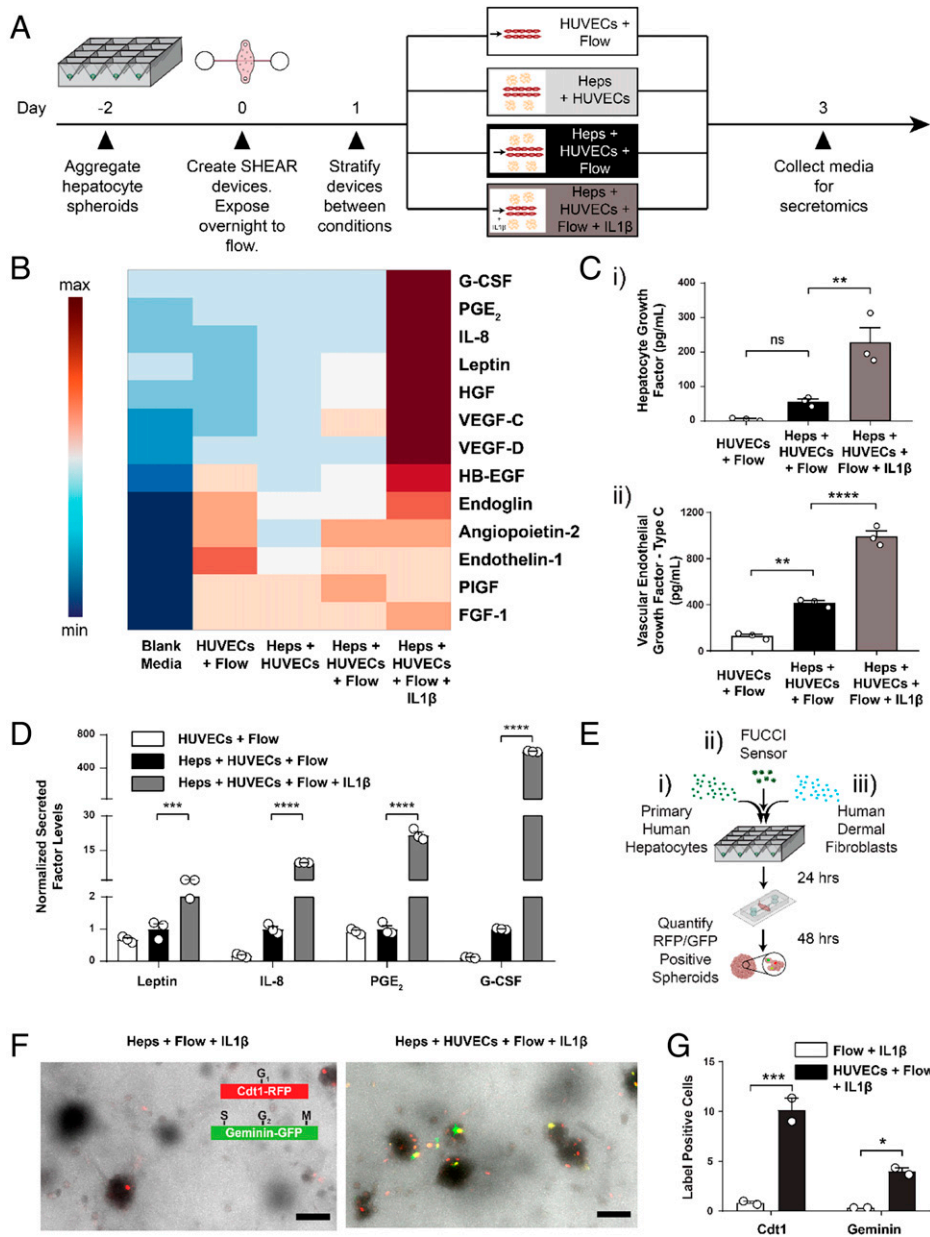 A
Day
-2
0
1
3
Aggregate
hepatocyte
spheroids
Create SHEAR
devices.
Expose
overnight to
flow.
Stratify
devices
between
conditions
HUVECs +
Flow
Heps
+ HUVECs
Heps +
HUVECs +
Flow
+
IL1β
Heps +
HUVECs +
Flow + IL1β
Collect media
for
secretomics
B
max
min
G-CSF
PGE₂
IL-8
Leptin
HGF
VEGF-C
VEGF-D
HB-EGF
Endoglin
Angiopoietin-2
Endothelin-1
PlGF
FGF-1
Blank
Media
HUVECs
+ Flow
Heps +
HUVECs
Heps +
HUVECs
+ Flow
Heps +
HUVECs
+ Flow +
IL1β
C
i)
Hepatocyte Growth
Factor (pg/mL)
400
300
200
100
0
ns
**
HUVECs
+ Flow
Heps +
HUVECs
+ Flow
Heps +
HUVECs +
Flow + IL1β
ii)
Vascular Endothelial
Growth Factor - Type C
(pg/mL)
1200
800
400
0
**
****
HUVECs
+ Flow
Heps +
HUVECs
+ Flow
Heps +
HUVECs +
Flow + IL1β
D
Normalized Secreted
Factor Levels
800
600
30
15
2
1
0
HUVECs + Flow
Heps + HUVECs + Flow
Heps + HUVECs + Flow + IL1β
***
****
****
****
Leptin
IL-8
PGE₂
G-CSF
E
ii)
FUCCI
Sensor
i)
Primary
Human
Hepatocytes
iii)
Human
Dermal
Fibroblasts
24 hrs
Quantify
RFP/GFP
Positive
Spheroids
48 hrs
F
Heps + Flow + IL1β
G₁
Cdt1-RFP
S G₂ M
Geminin-GFP
Heps + HUVECs + Flow + IL1β
G
Flow + IL1β
HUVECs + Flow
+ IL1β
Label Positive Cells
15
10
5
0
***
*
Cdt1
Geminin